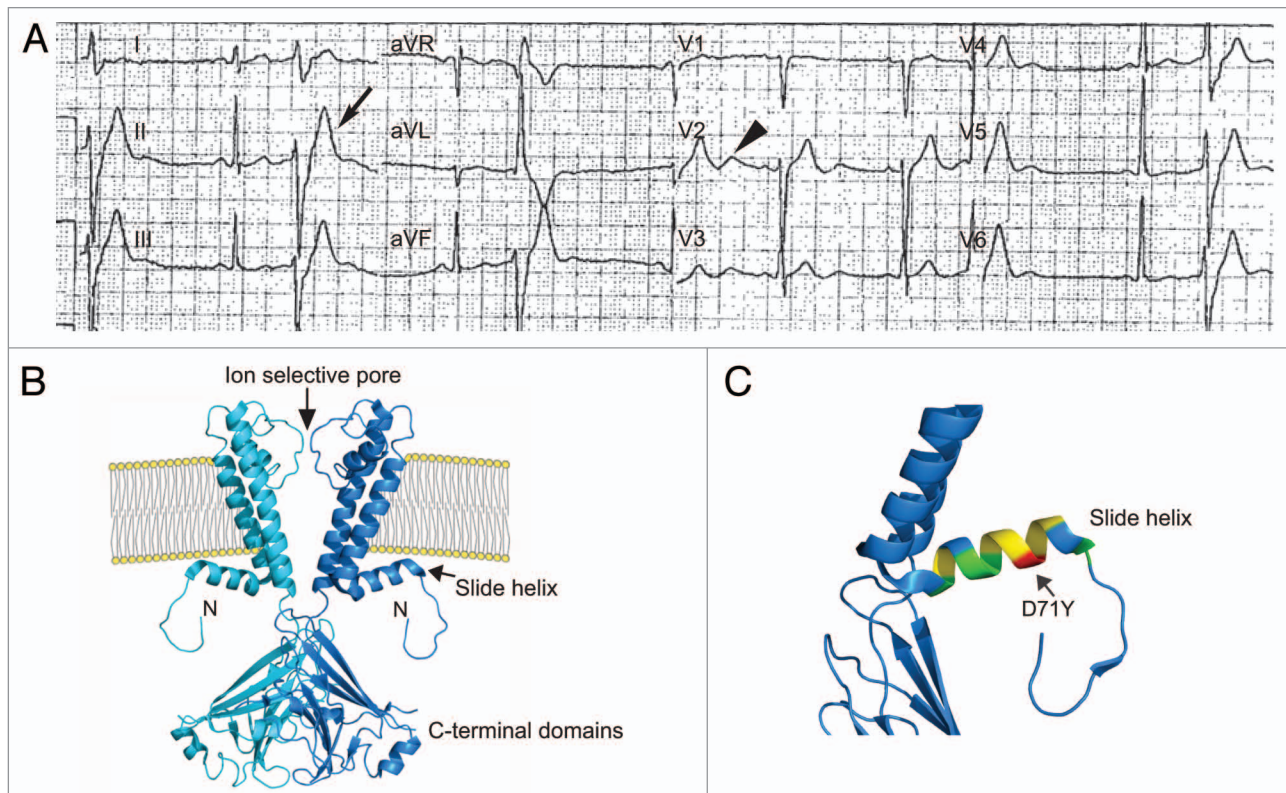 A
I
aVR
V1
V4
II
aVL
V2
V5
III
aVF
V3
V6
B
Ion selective pore
Slide helix
N
N
C-terminal domains
C
Slide helix
D71Y